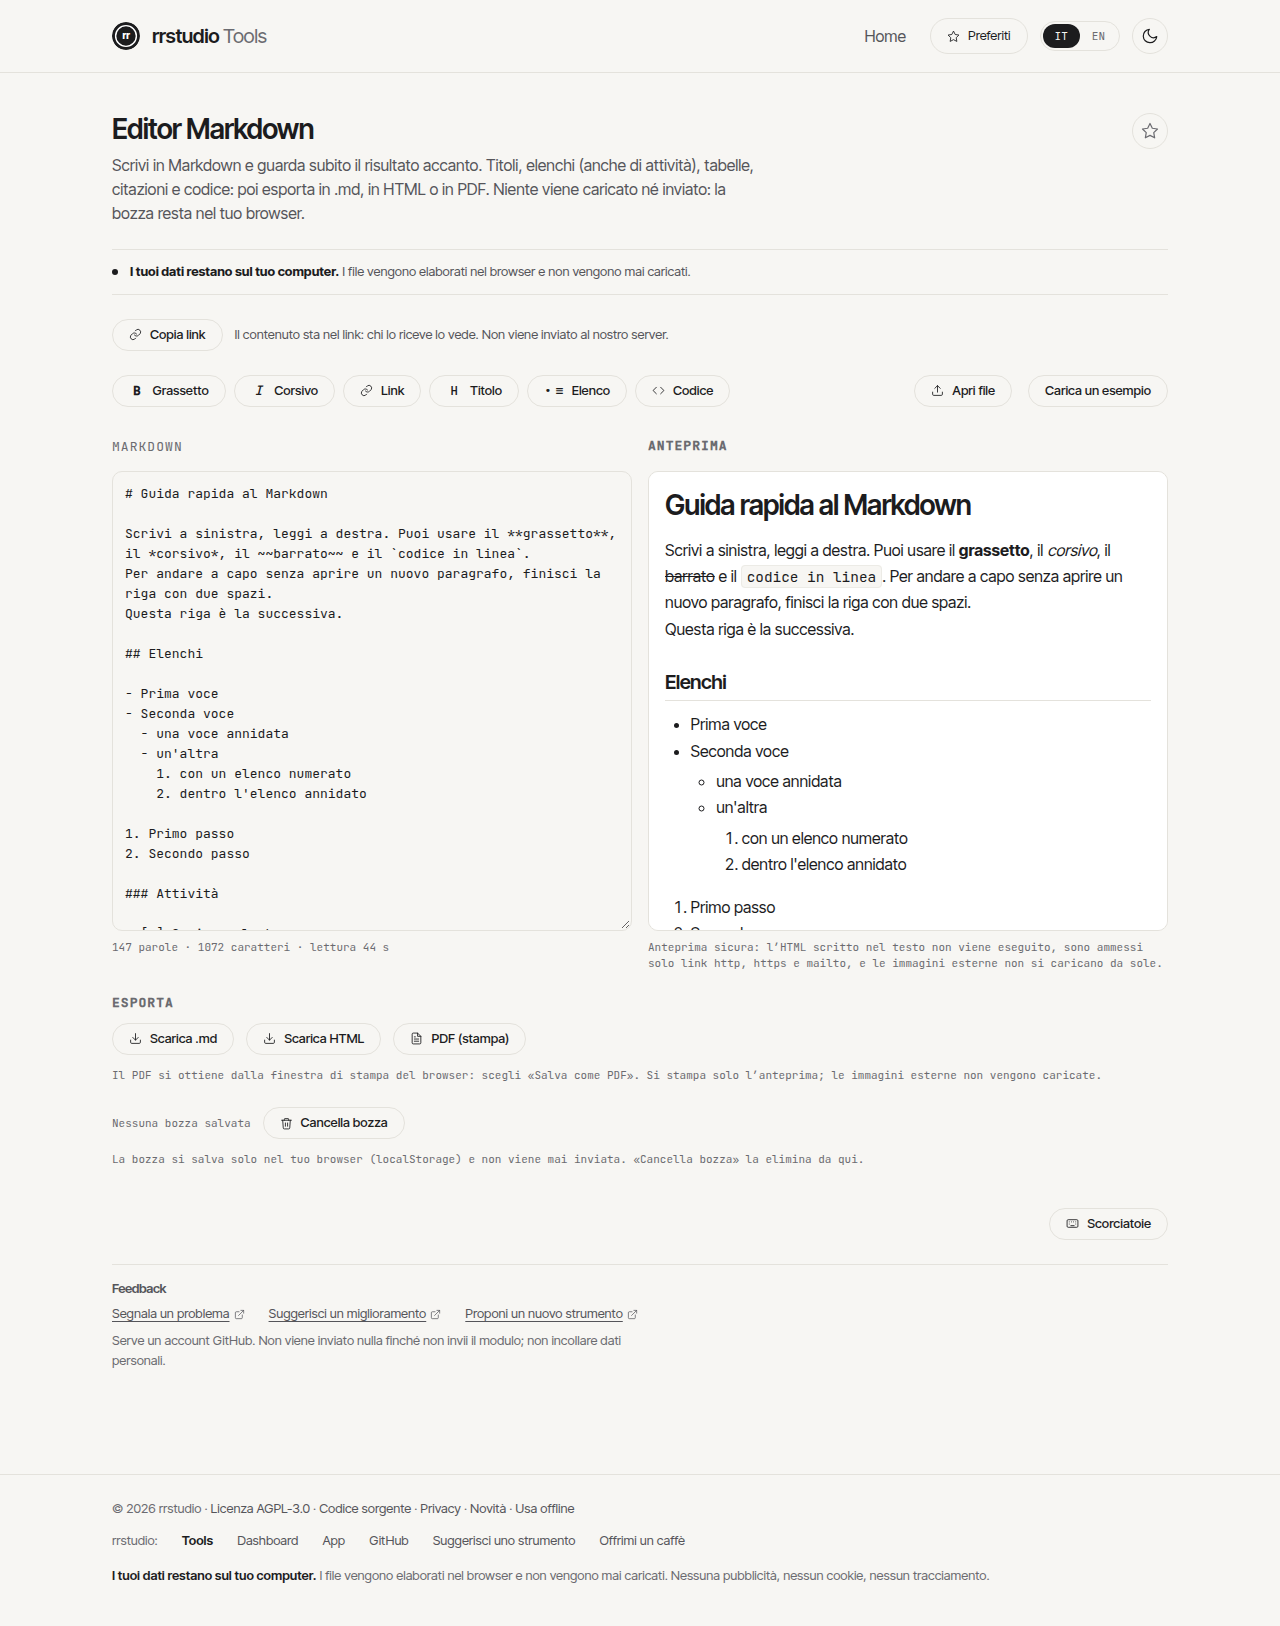 rr rrstudio Tools
Home
Preferiti
IT EN
Editor Markdown
Scrivi in Markdown e guarda subito il risultato accanto. Titoli, elenchi (anche di attività), tabelle,
citazioni e codice: poi esporta in .md, in HTML o in PDF. Niente viene caricato né inviato: la
bozza resta nel tuo browser.
I tuoi dati restano sul tuo computer. I file vengono elaborati nel browser e non vengono mai caricati.
Copia link
Il contenuto sta nel link: chi lo riceve lo vede. Non viene inviato al nostro server.
B Grassetto
I Corsivo
Link
H Titolo
• ≡ Elenco
<> Codice
Apri file
Carica un esempio
MARKDOWN
# Guida rapida al Markdown
Scrivi a sinistra, leggi a destra. Puoi usare il **grassetto**,
il *corsivo*, il ~~barrato~~ e il `codice in linea`.
Per andare a capo senza aprire un nuovo paragrafo, finisci la
riga con due spazi.
Questa riga è la successiva.
## Elenchi
- Prima voce
- Seconda voce
- una voce annidata
- un'altra
1. con un elenco numerato
2. dentro l'elenco annidato
1. Primo passo
2. Secondo passo
### Attività
147 parole · 1072 caratteri · lettura 44 s
ANTEPRIMA
Guida rapida al Markdown
Scrivi a sinistra, leggi a destra. Puoi usare il grassetto, il corsivo, il
barrato e il codice in linea. Per andare a capo senza aprire un
nuovo paragrafo, finisci la riga con due spazi.
Questa riga è la successiva.
Elenchi
• Prima voce
• Seconda voce
◦ una voce annidata
◦ un'altra
1. con un elenco numerato
2. dentro l'elenco annidato
1. Primo passo
Anteprima sicura: l’HTML scritto nel testo non viene eseguito, sono ammessi
solo link http, https e mailto, e le immagini esterne non si caricano da sole.
ESPORTA
Scarica .md
Scarica HTML
PDF (stampa)
Il PDF si ottiene dalla finestra di stampa del browser: scegli «Salva come PDF». Si stampa solo l’anteprima; le immagini esterne non vengono caricate.
Nessuna bozza salvata
Cancella bozza
La bozza si salva solo nel tuo browser (localStorage) e non viene mai inviata. «Cancella bozza» la elimina da qui.
Scorciatoie
Feedback
Segnala un problema
Suggerisci un miglioramento
Proponi un nuovo strumento
Serve un account GitHub. Non viene inviato nulla finché non invii il modulo; non incollare dati
personali.
© 2026 rrstudio · Licenza AGPL-3.0 · Codice sorgente · Privacy · Novità · Usa offline
rrstudio: Tools Dashboard App GitHub Suggerisci uno strumento Offrimi un caffè
I tuoi dati restano sul tuo computer. I file vengono elaborati nel browser e non vengono mai caricati. Nessuna pubblicità, nessun cookie, nessun tracciamento.